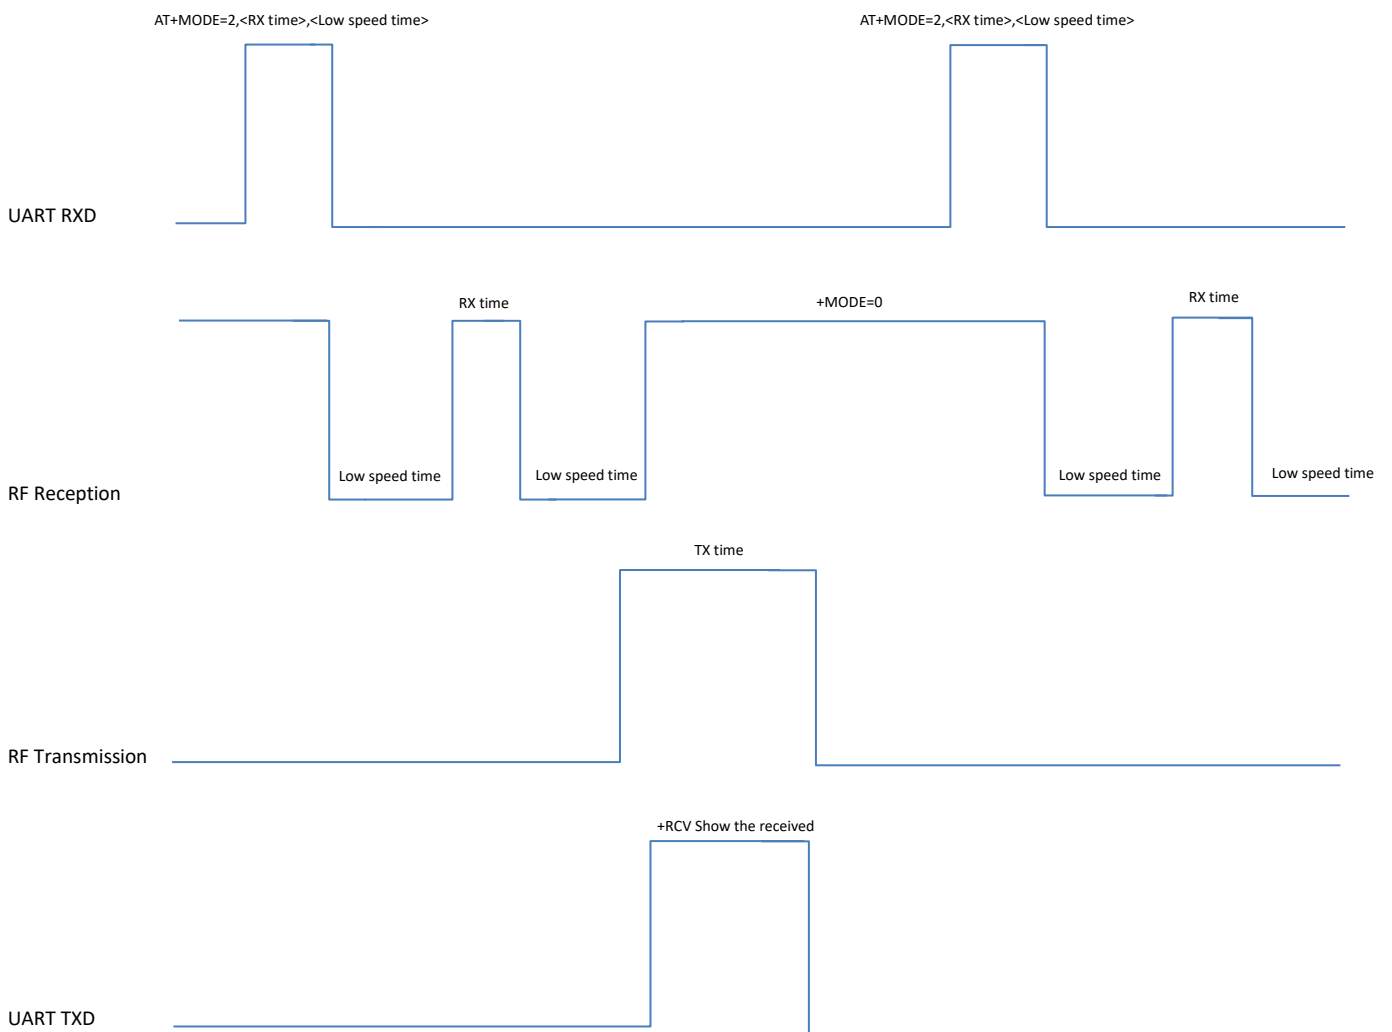 AT+MODE=2,<RX time>,<Low speed time>
AT+MODE=2,<RX time>,<Low speed time>
UART RXD
RX time
+MODE=0
RX time
Low speed time
Low speed time
Low speed time
Low speed time
RF Reception
TX time
RF Transmission
+RCV Show the received
UART TXD